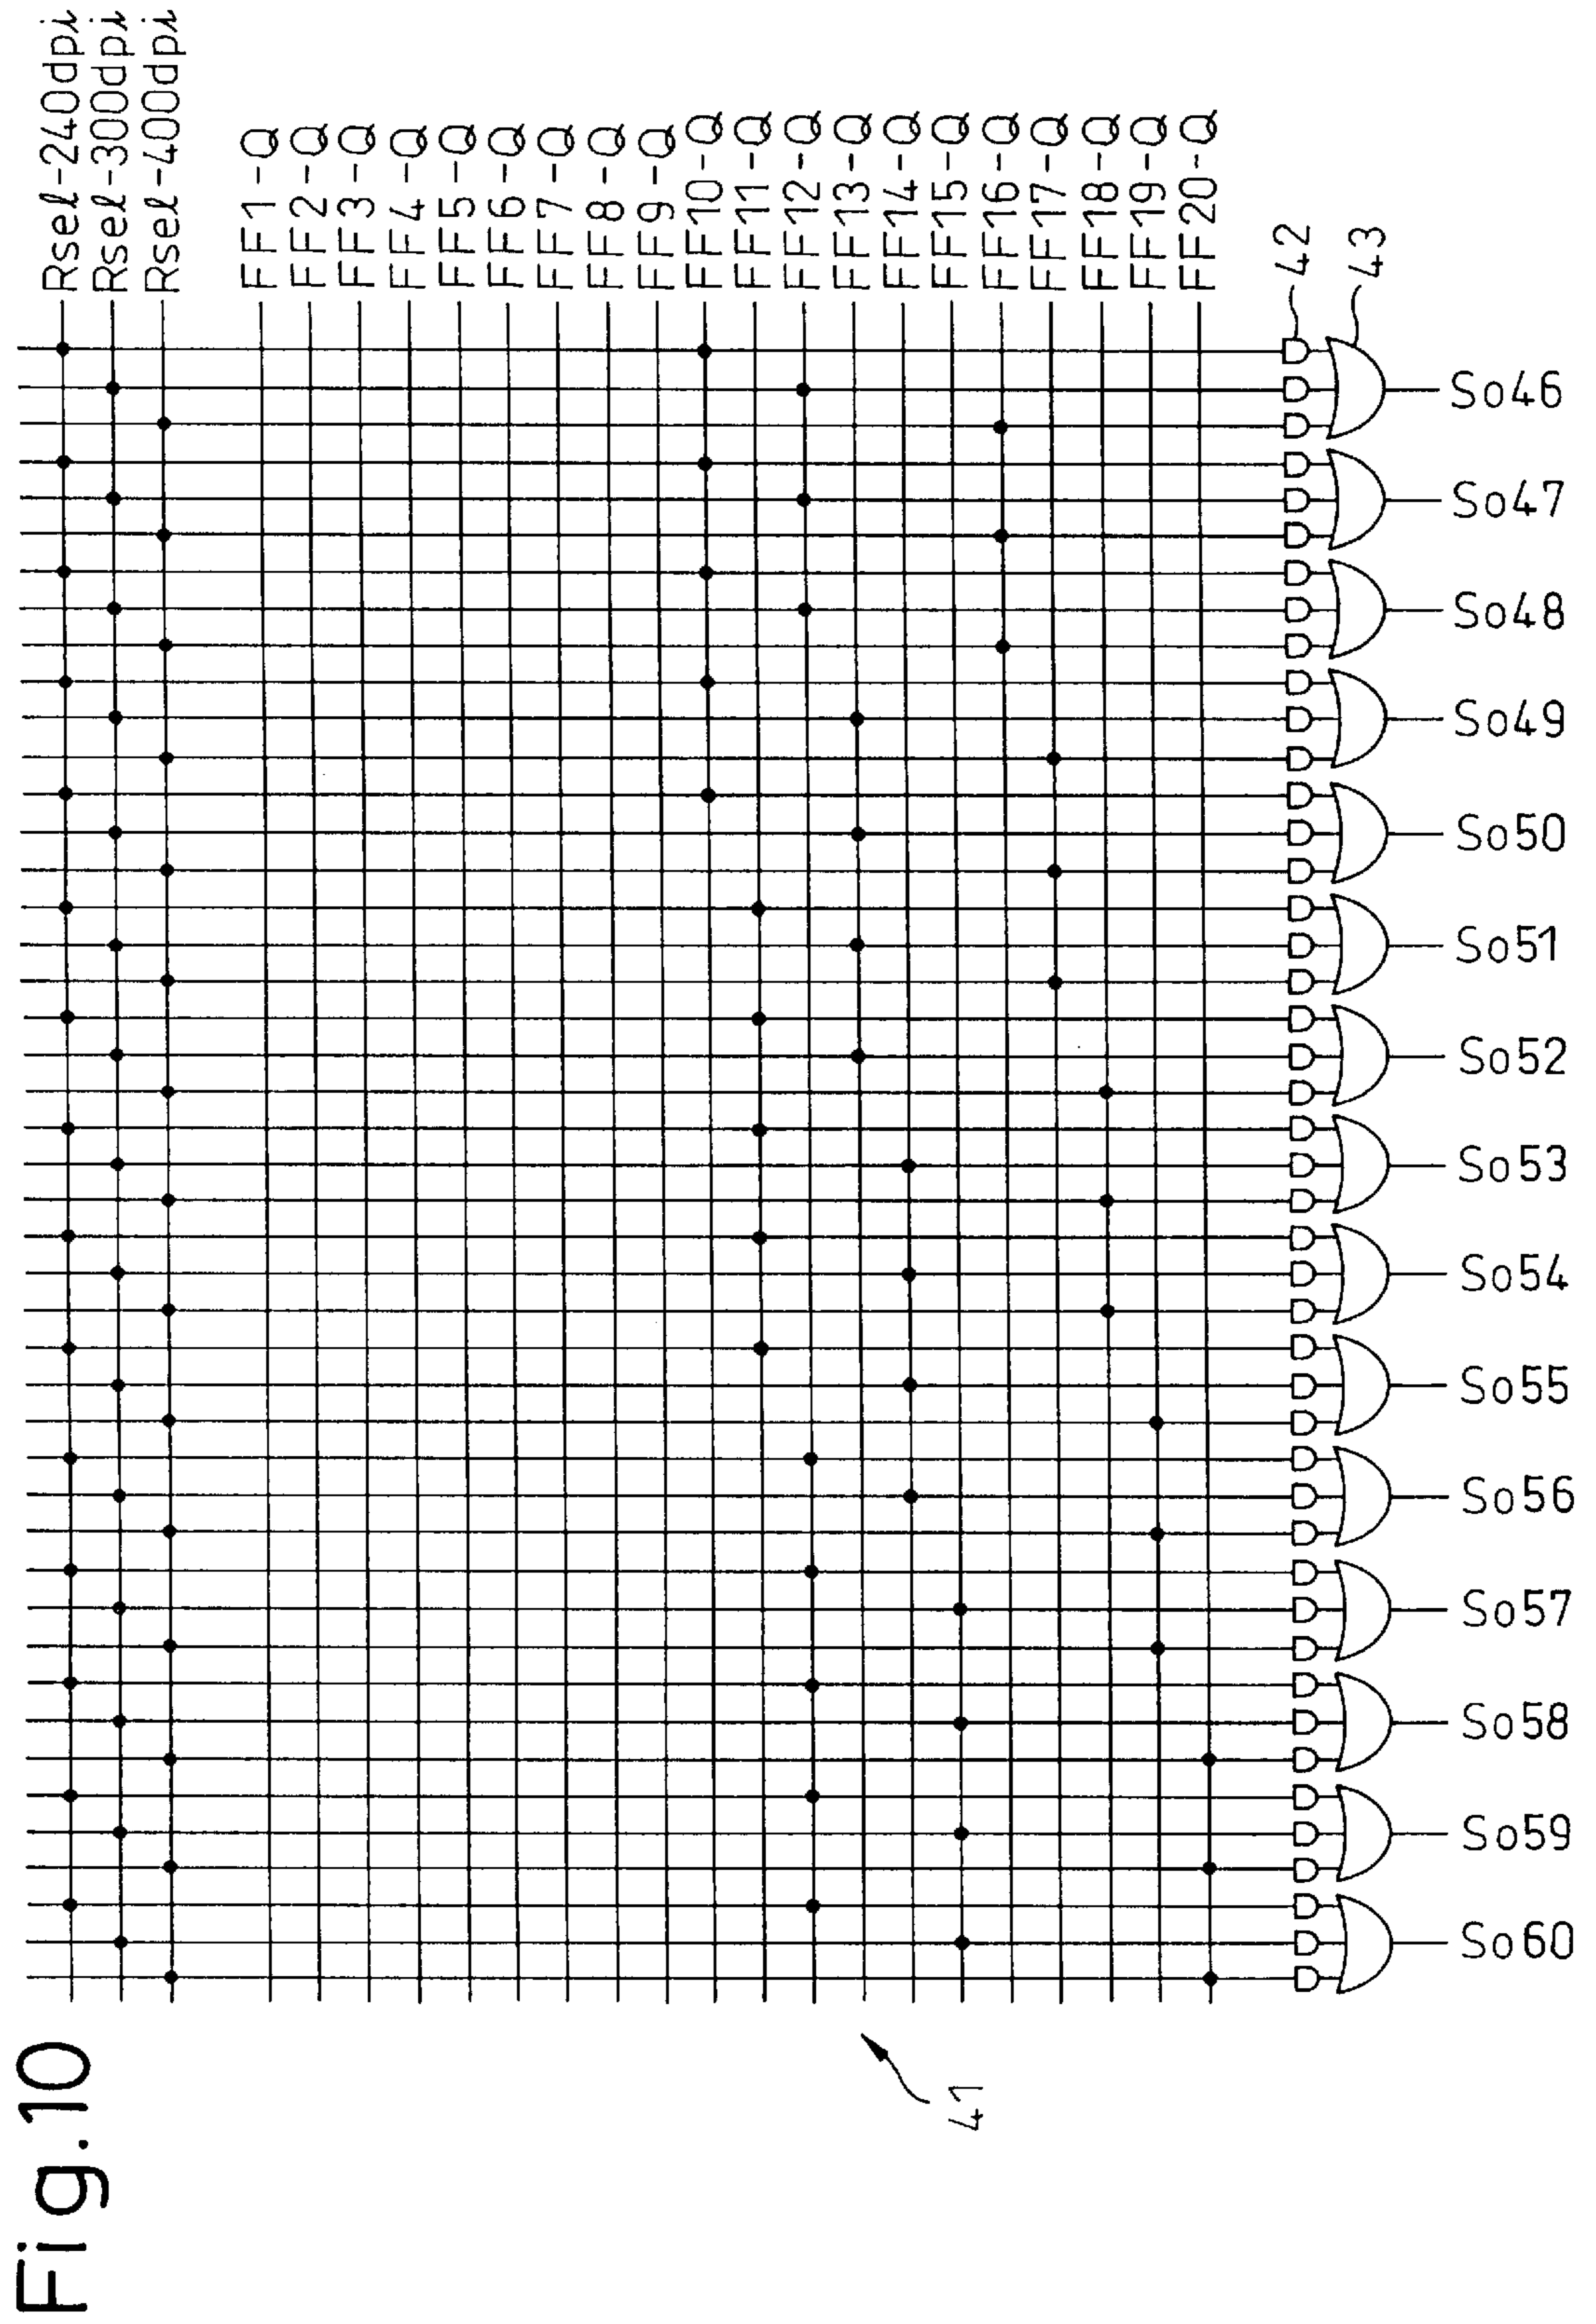 Fig.10
Rsel-240dpi
Rsel-300dpi
Rsel-400dpi
FF1-Q
FF2-Q
FF3-Q
FF4-Q
FF5-Q
FF6-Q
FF7-Q
FF8-Q
FF9-Q
FF10-Q
FF11-Q
FF12-Q
FF13-Q
FF14-Q
FF15-Q
FF16-Q
FF17-Q
FF18-Q
FF19-Q
FF20-Q
42
43
So46
So47
So48
So49
So50
So51
So52
So53
So54
So55
So56
So57
So58
So59
So60
41